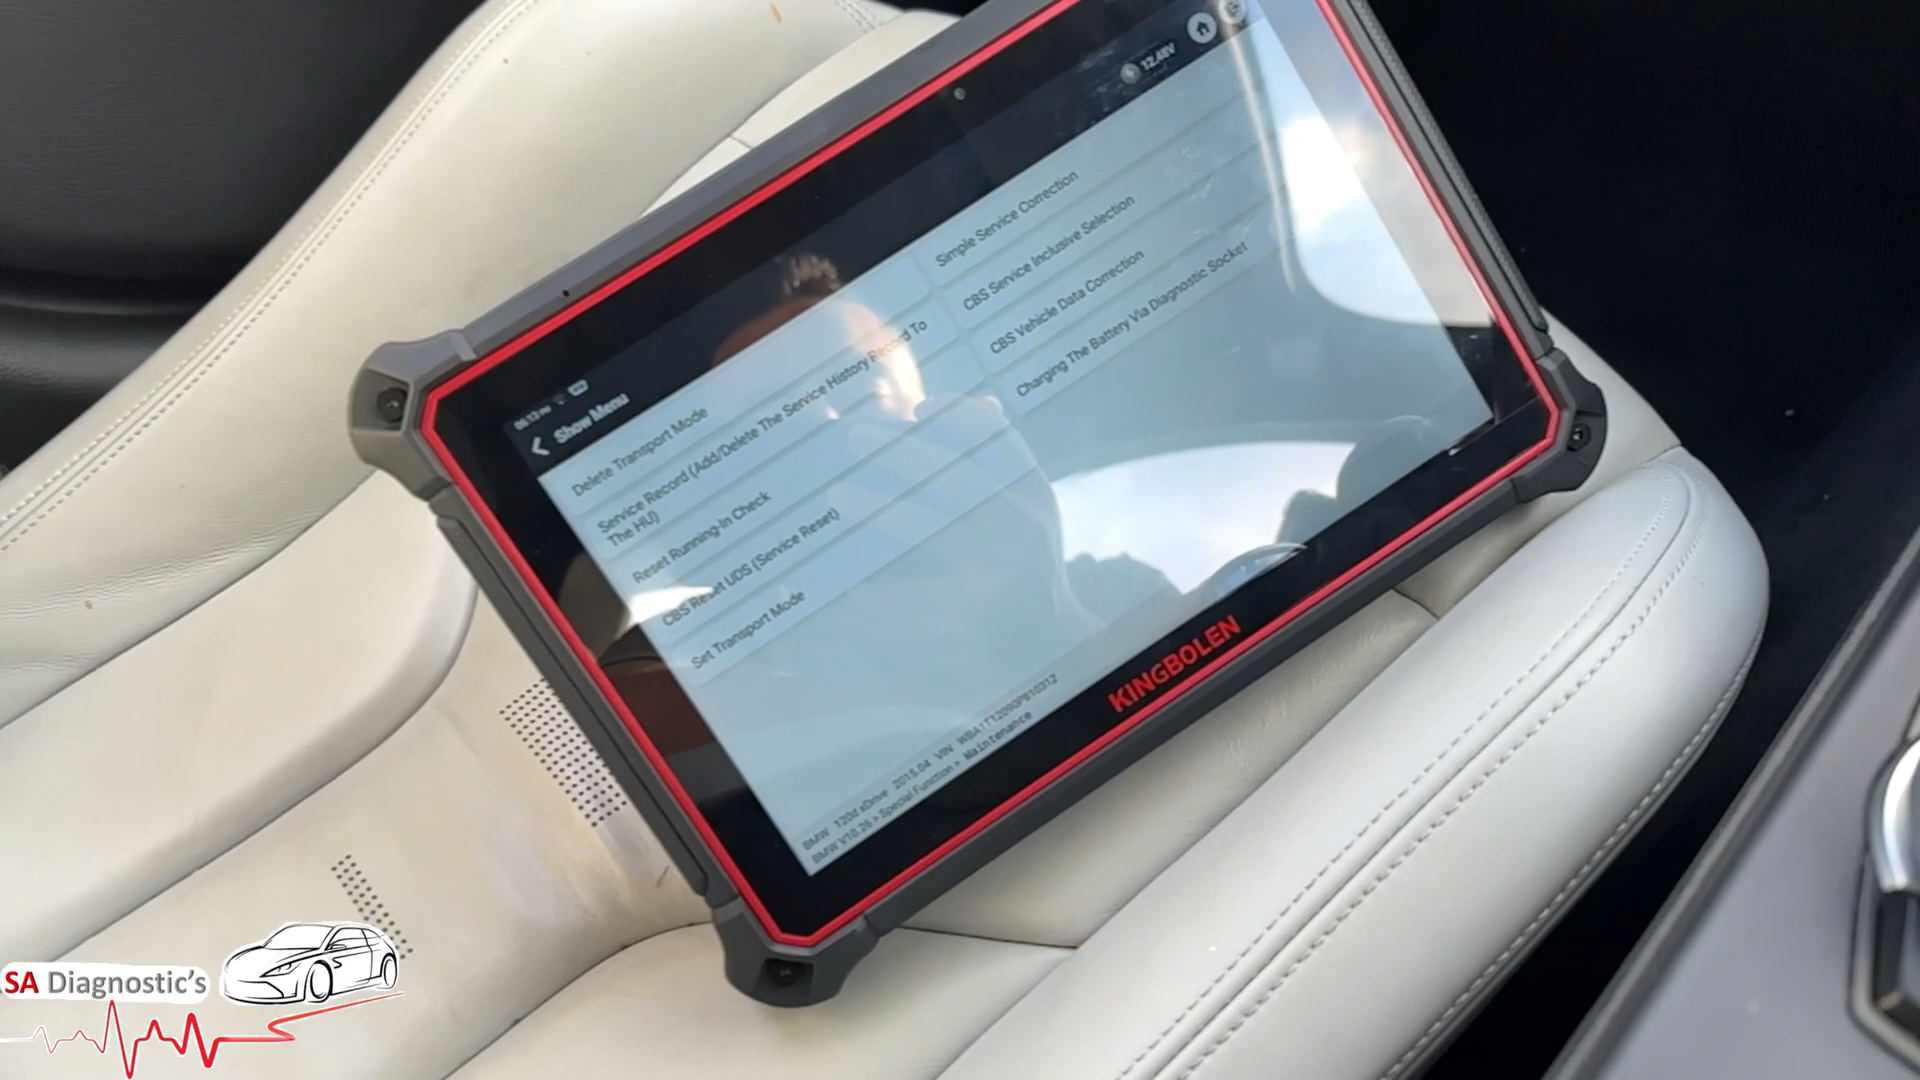 12.48V
Show Menu
Delete Transport Mode
Simple Service Correction
Service Record (Add/Delete The Service History Record To
The HU)
CBS Service Inclusive Selection
Reset Running-In Check
CBS Vehicle Data Correction
CBS Reset UDS (Service Reset)
Charging The Battery Via Diagnostic Socket
Set Transport Mode
BMW 120d xDrive 2015.04 VIN
BMW V10.26 > Special Function > Maintenance
KINGBOLEN
SA Diagnostic's